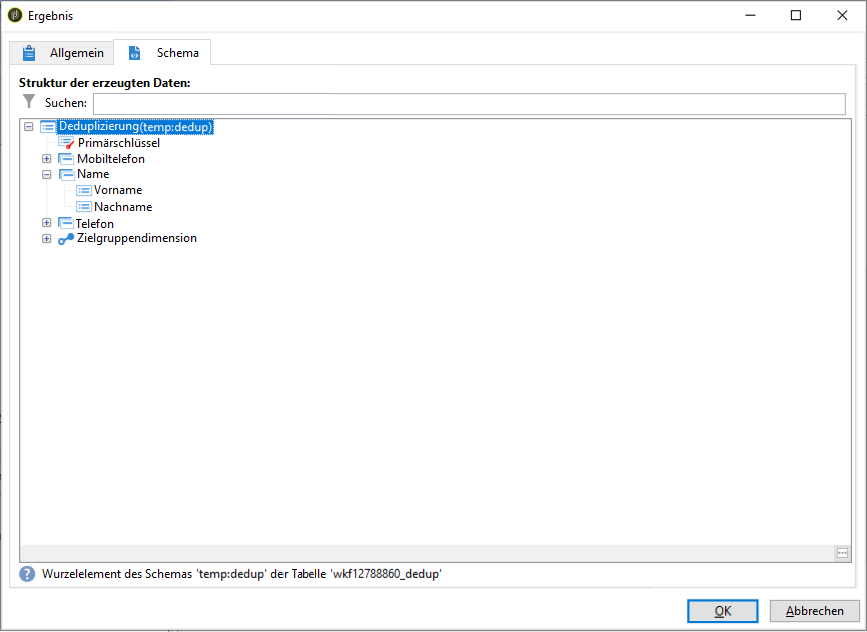 Ergebnis
Allgemein
Schema
Struktur der erzeugten Daten:
Suchen:
Deduplizierung(temp:dedup)
Primärschlüssel
Mobiltelefon
Name
Vorname
Nachname
Telefon
Zielgruppendimension
Wurzelelement des Schemas 'temp:dedup' der Tabelle 'wkf12788860_dedup'
OK
Abbrechen